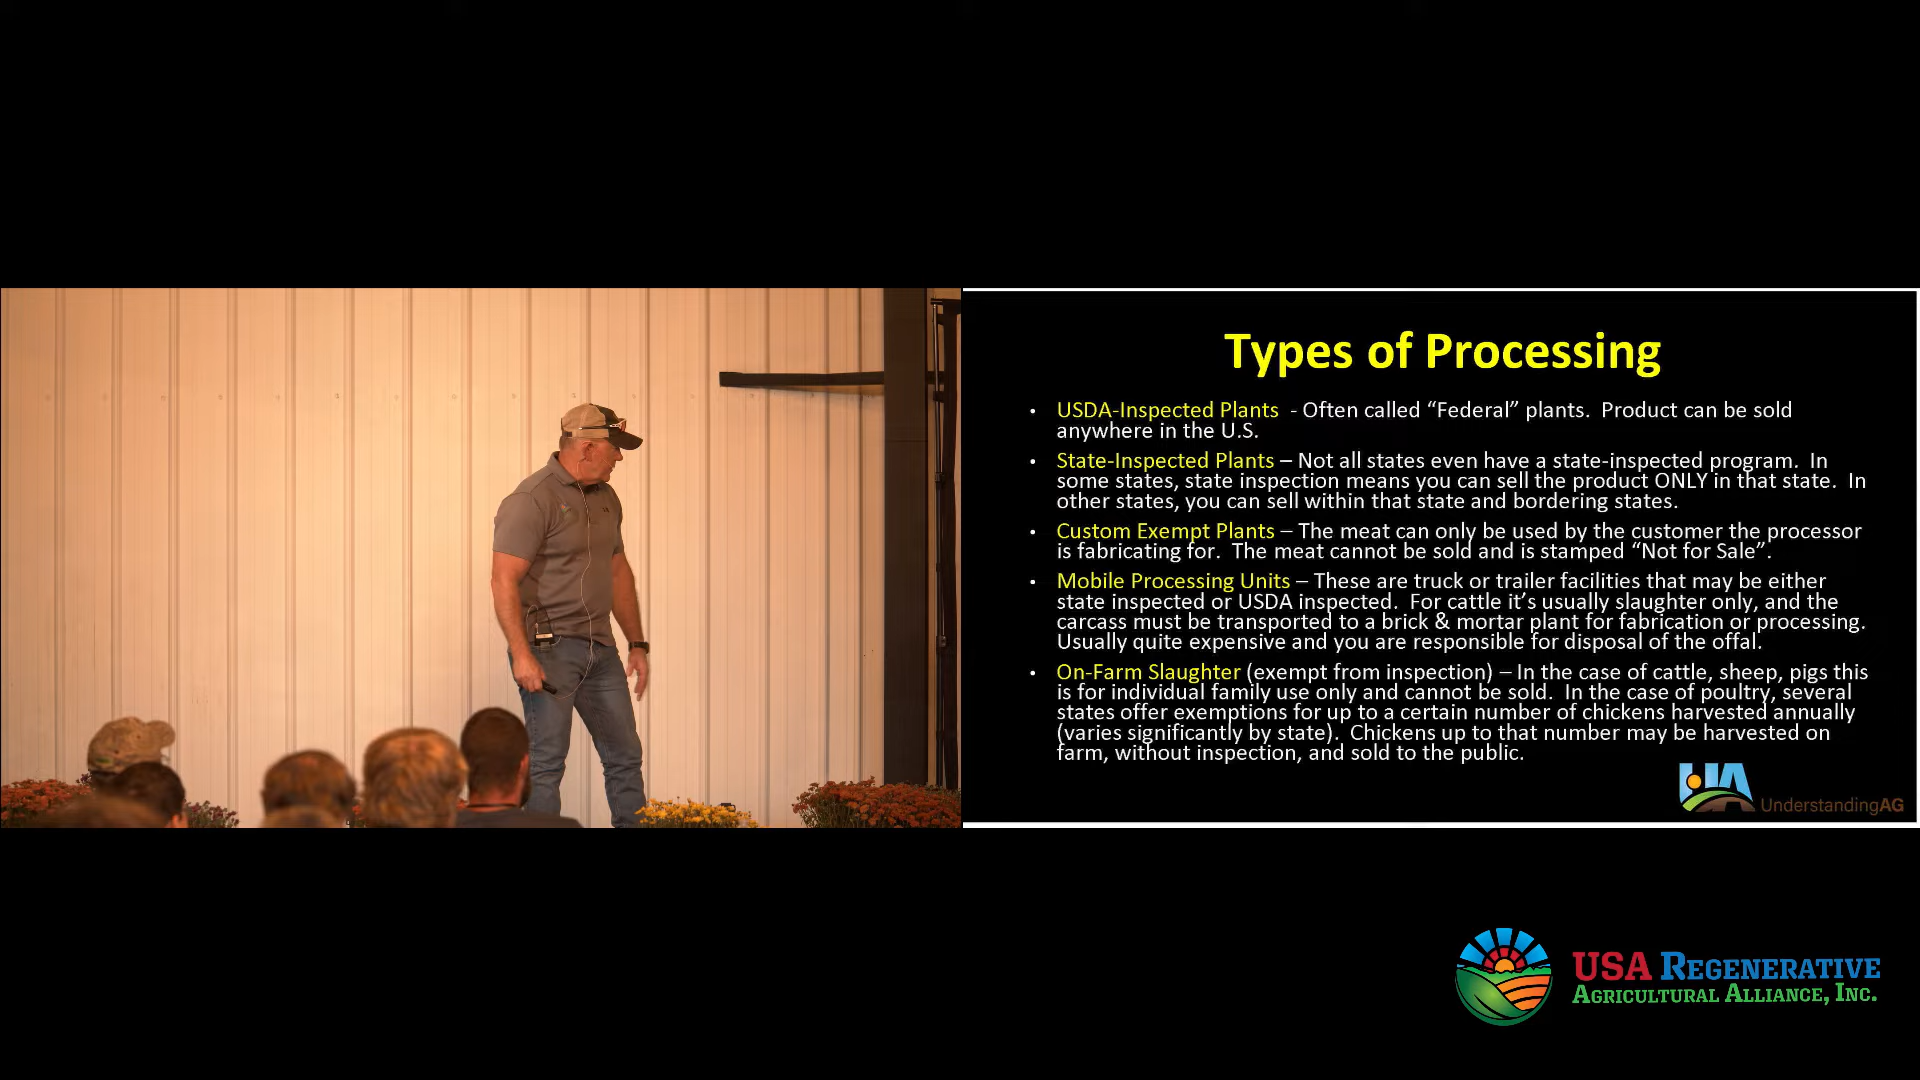 Types of Processing
• USDA-Inspected Plants - Often called “Federal” plants. Product can be sold
anywhere in the U.S.
• State-Inspected Plants – Not all states even have a state-inspected program. In
some states, state inspection means you can sell the product ONLY in that state. In
other states, you can sell within that state and bordering states.
• Custom Exempt Plants – The meat can only be used by the customer the processor
is fabricating for. The meat cannot be sold and is stamped “Not for Sale”.
• Mobile Processing Units – These are truck or trailer facilities that may be either
state inspected or USDA inspected. For cattle it’s usually slaughter only, and the
carcass must be transported to a brick & mortar plant for fabrication or processing.
Usually quite expensive and you are responsible for disposal of the offal.
• On-Farm Slaughter (exempt from inspection) – In the case of cattle, sheep, pigs this
is for individual family use only and cannot be sold. In the case of poultry, several
states offer exemptions for up to a certain number of chickens harvested annually
(varies significantly by state). Chickens up to that number may be harvested on
farm, without inspection, and sold to the public.
UA
UnderstandingAG
USA REGENERATIVE
AGRICULTURAL ALLIANCE, INC.